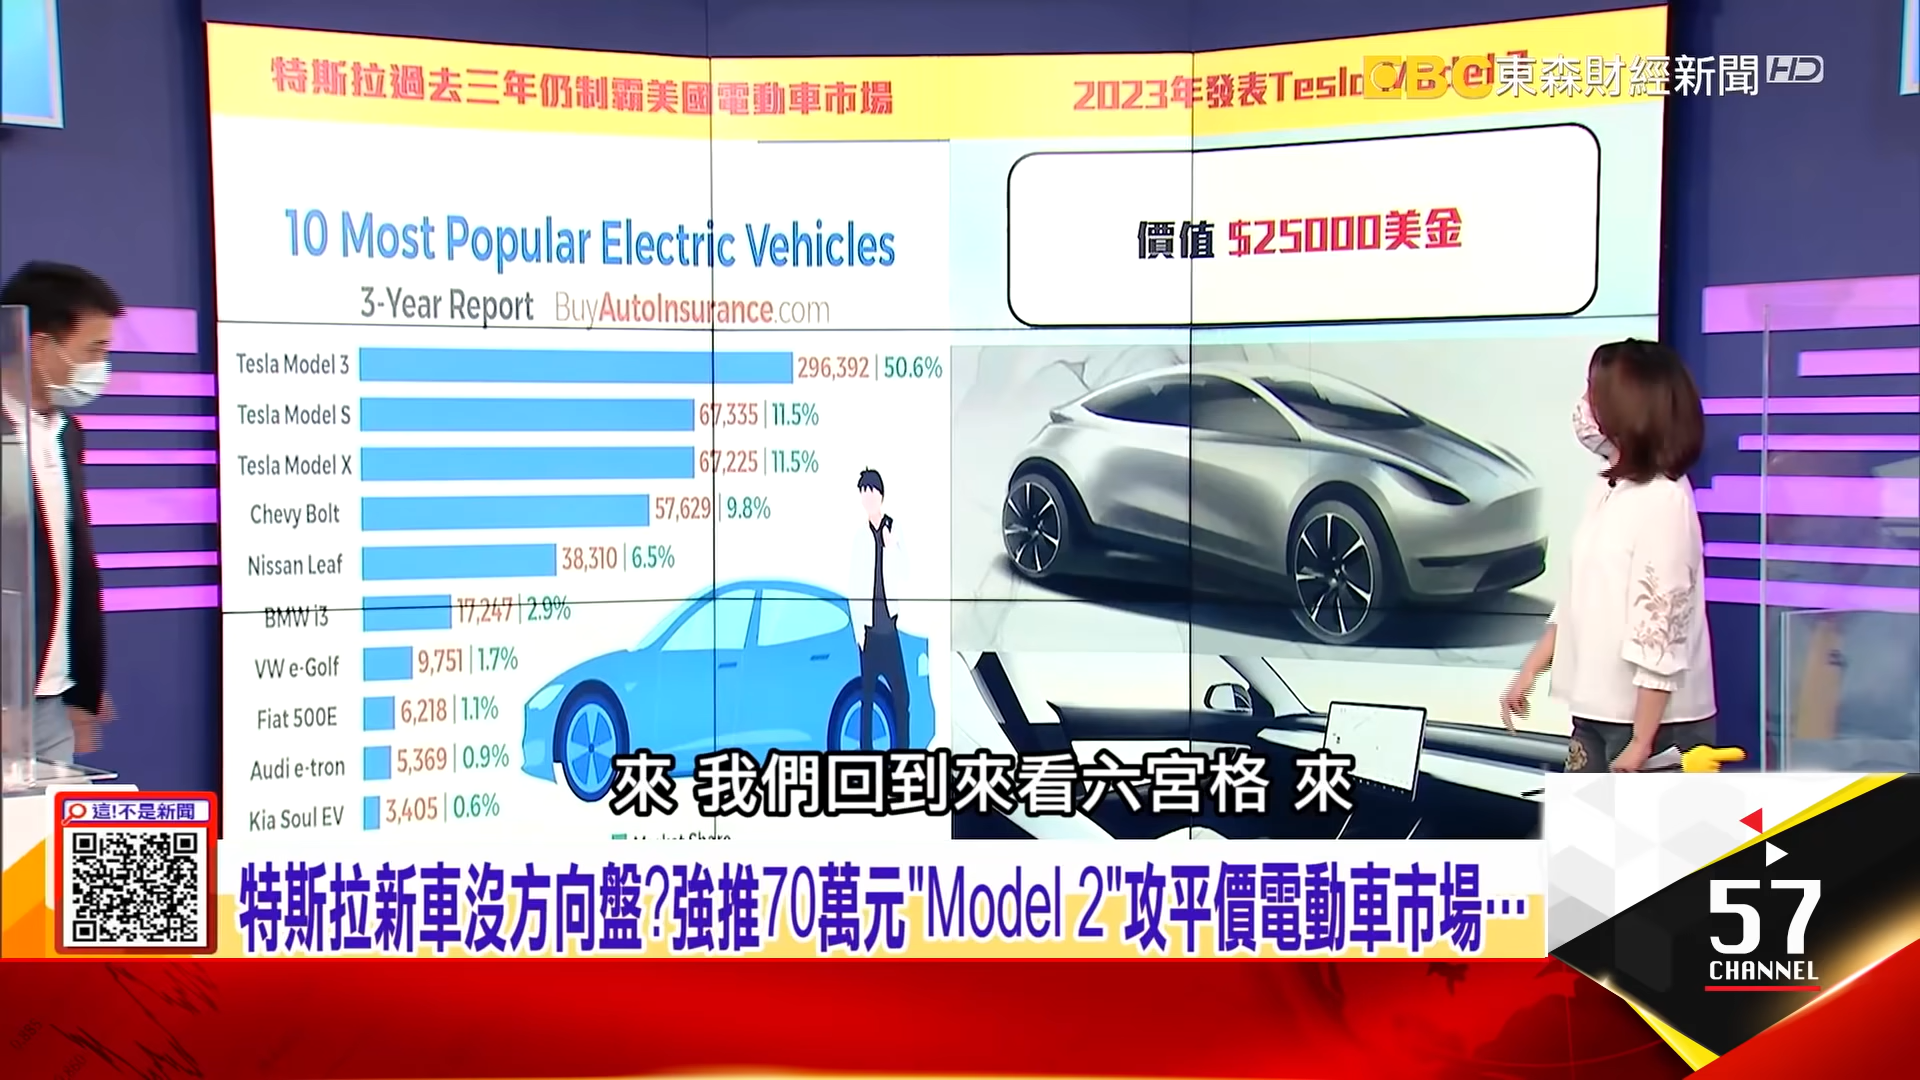 特斯拉過去三年仍制霸美國電動車市場
2023年發表Tesla Model 2
EBC 東森財經新聞 HD
10 Most Popular Electric Vehicles
3-Year Report BuyAutoInsurance.com
Tesla Model 3 296,392 | 50.6%
Tesla Model S 67,335 | 11.5%
Tesla Model X 67,225 | 11.5%
Chevy Bolt 57,629 | 9.8%
Nissan Leaf 38,310 | 6.5%
BMW i3 17,247 | 2.9%
VW e-Golf 9,751 | 1.7%
Fiat 500E 6,218 | 1.1%
Audi e-tron 5,369 | 0.9%
Kia Soul EV 3,405 | 0.6%
Market Share
價值 $25000美金
來 我們回到來看六宮格 來
這!不是新聞
特斯拉新車沒方向盤?強推70萬元"Model 2"攻平價電動車市場…
57
CHANNEL